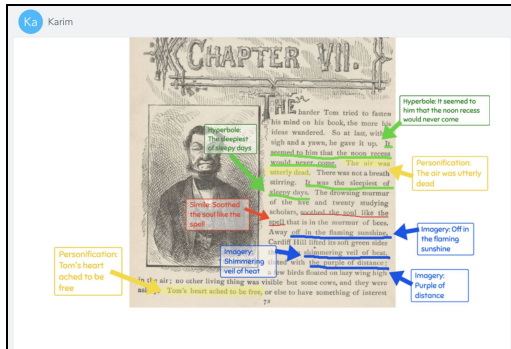 Ka Karim
CHAPTER VII.
THE harder Tom tried to fasten
his mind on his book, the more his
ideas wandered. So at last, with
sigh and a yawn, he gave it up. It
seemed to him that the noon recess
would never come. The air was
utterly dead. There was not a breath
stirring. It was the sleepiest of
sleepy days. The drowsing murmur
of the five and twenty studying
scholars, soothed the soul like the
spell that is in the murmur of bees.
Away off in the flaming sunshine,
Cardiff Hill lifted its soft green sides
shimmering veil of heat,
tinted with the purple of distance;
a few birds floated on lazy wing high
in the air; no other living thing was visible but some cows, and they were
Tom's heart ached to be free, or else to have something of interest
Hyperbole: It seemed to
him that the noon recess
would never come
Hyperbole:
The sleepiest
of sleepy days
Personification:
The air was utterly
dead
Simile: Soothed
the soul like the
spell
Imagery: Off in
the flaming
sunshine
Imagery:
Shimmering
veil of heat
Personification:
Tom's heart
ached to be
free
Imagery:
Purple of
distance